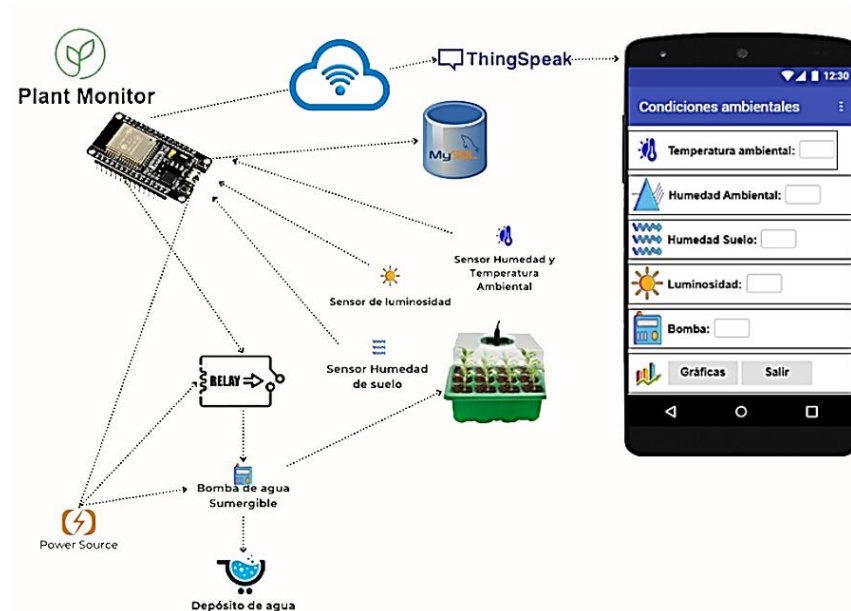 Plant Monitor
ThingSpeak
MySQL
Sensor Humedad y
Temperatura
Ambiental
Sensor de luminosidad
Sensor Humedad
de suelo
RELAY
Bomba de agua
Sumergible
Power Source
Depósito de agua
12:30
Condiciones ambientales
Temperatura ambiental:
Humedad Ambiental:
Humedad Suelo:
Luminosidad:
Bomba:
Gráficas Salir